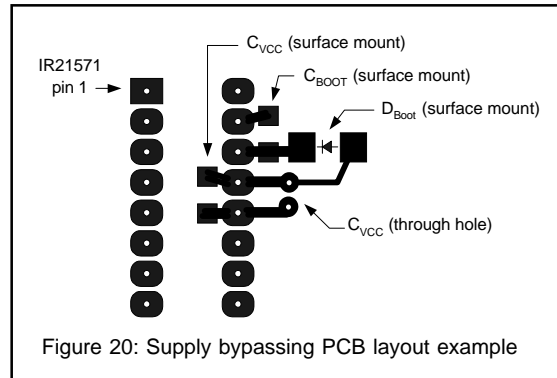 C_VCC (surface mount)
IR21571
pin 1
C_BOOT (surface mount)
D_Boot (surface mount)
C_VCC (through hole)
Figure 20: Supply bypassing PCB layout example